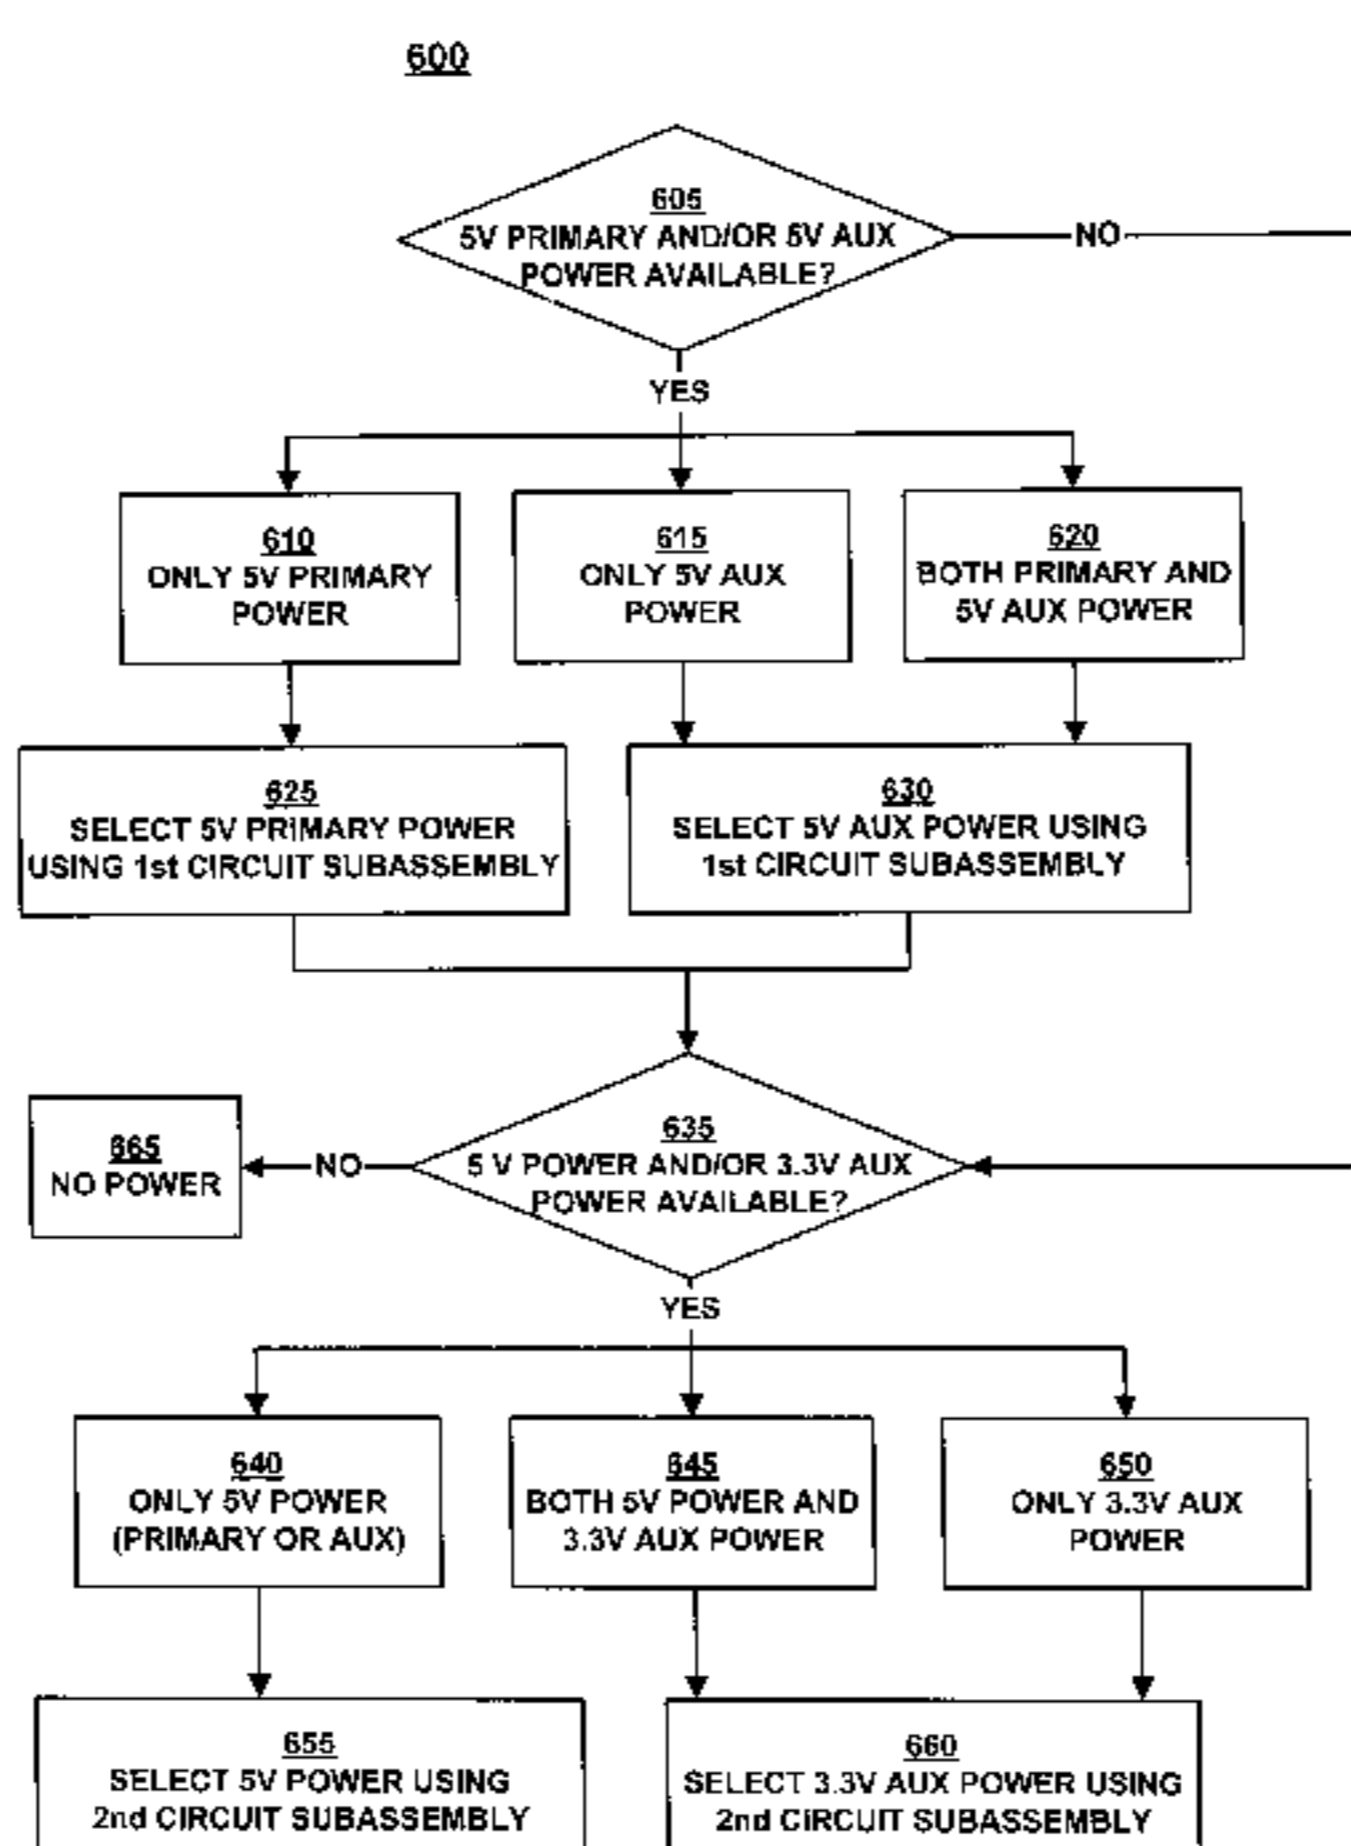 600
605
5V PRIMARY AND/OR 5V AUX
POWER AVAILABLE?
NO
YES
610
ONLY 5V PRIMARY
POWER
615
ONLY 5V AUX
POWER
620
BOTH PRIMARY AND
5V AUX POWER
625
SELECT 5V PRIMARY POWER
USING 1st CIRCUIT SUBASSEMBLY
630
SELECT 5V AUX POWER USING
1st CIRCUIT SUBASSEMBLY
635
5 V POWER AND/OR 3.3V AUX
POWER AVAILABLE?
NO
665
NO POWER
YES
640
ONLY 5V POWER
(PRIMARY OR AUX)
645
BOTH 5V POWER AND
3.3V AUX POWER
650
ONLY 3.3V AUX
POWER
655
SELECT 5V POWER USING
2nd CIRCUIT SUBASSEMBLY
660
SELECT 3.3V AUX POWER USING
2nd CIRCUIT SUBASSEMBLY